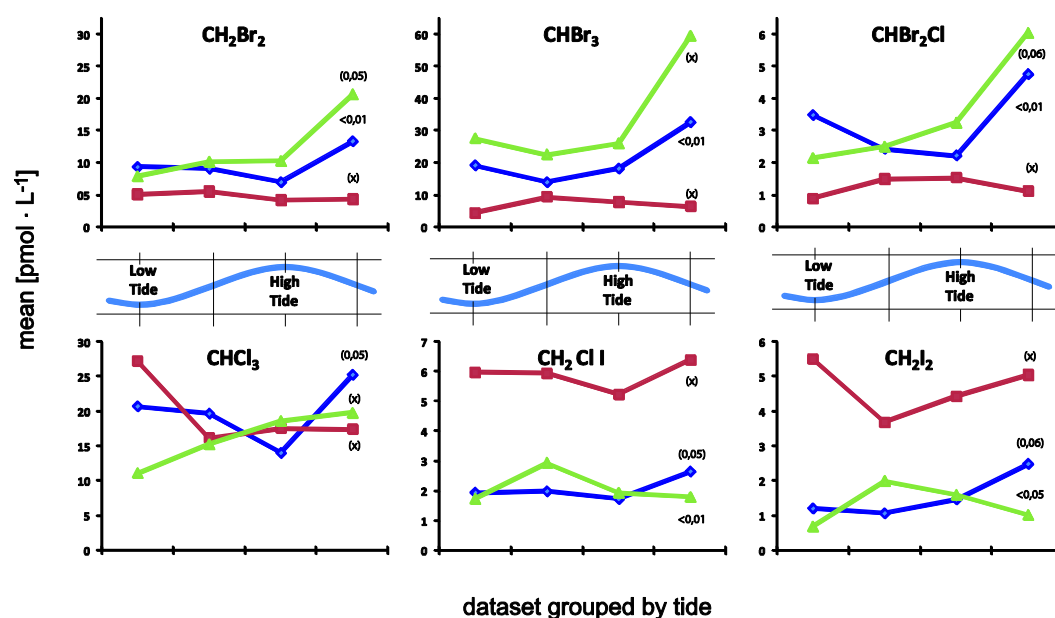 mean [pmol · L⁻¹]
CH₂Br₂
30
25
20
15
10
05
0
(0,05)
<0,01
(x)
CHBr₃
60
50
40
30
20
10
0
(x)
<0,01
(x)
CHBr₂Cl
6
5
4
3
2
1
0
(0,06)
<0,01
(x)
Low
Tide
High
Tide
Low
Tide
High
Tide
Low
Tide
High
Tide
CHCl₃
30
25
20
15
10
5
0
(0,05)
(x)
(x)
CH₂ Cl I
7
6
5
4
3
2
1
0
(x)
(0,05)
<0,01
CH₂I₂
6
5
4
3
2
1
0
(x)
(0,06)
<0,05
dataset grouped by tide